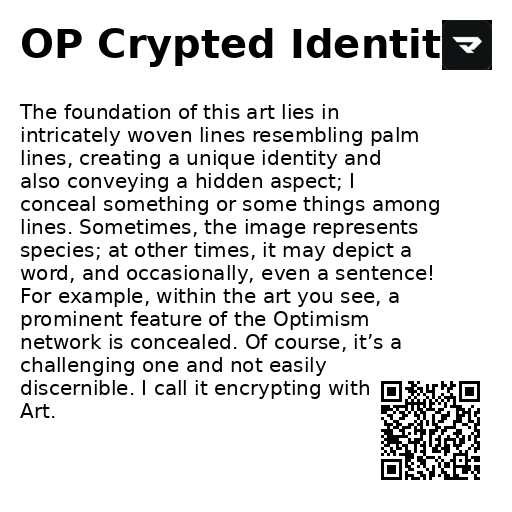 OP Crypted Identit
The foundation of this art lies in
intricately woven lines resembling palm
lines, creating a unique identity and
also conveying a hidden aspect; I
conceal something or some things among
lines. Sometimes, the image represents
species; at other times, it may depict a
word, and occasionally, even a sentence!
For example, within the art you see, a
prominent feature of the Optimism
network is concealed. Of course, it’s a
challenging one and not easily
discernible. I call it encrypting with
Art.